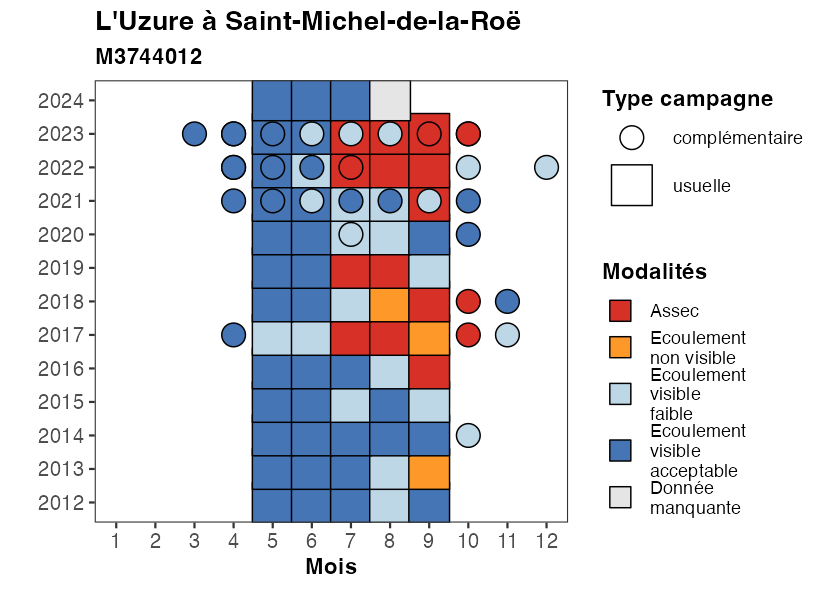 L'Uzure à Saint-Michel-de-la-Roë
M3744012
2024
2023
2022
2021
2020
2019
2018
2017
2016
2015
2014
2013
2012
1 2 3 4 5 6 7 8 9 10 11 12
Mois
Type campagne
complémentaire
usuelle
Modalités
Assec
Ecoulement
non visible
Ecoulement
visible
faible
Ecoulement
visible
acceptable
Donnée
manquante